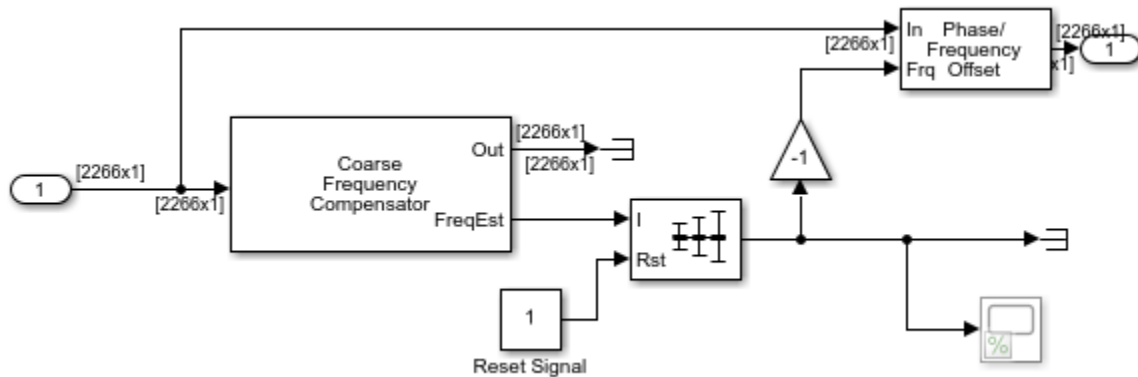 In Phase/
[2266x1]
[2266x1]
Frequency
1
Frq Offset
x1]
[2266x1]
Out
Coarse
[2266x1]
-1
[2266x1]
Frequency
1
[2266x1]
Compensator
FreqEst
I
Rst
1
%
Reset Signal